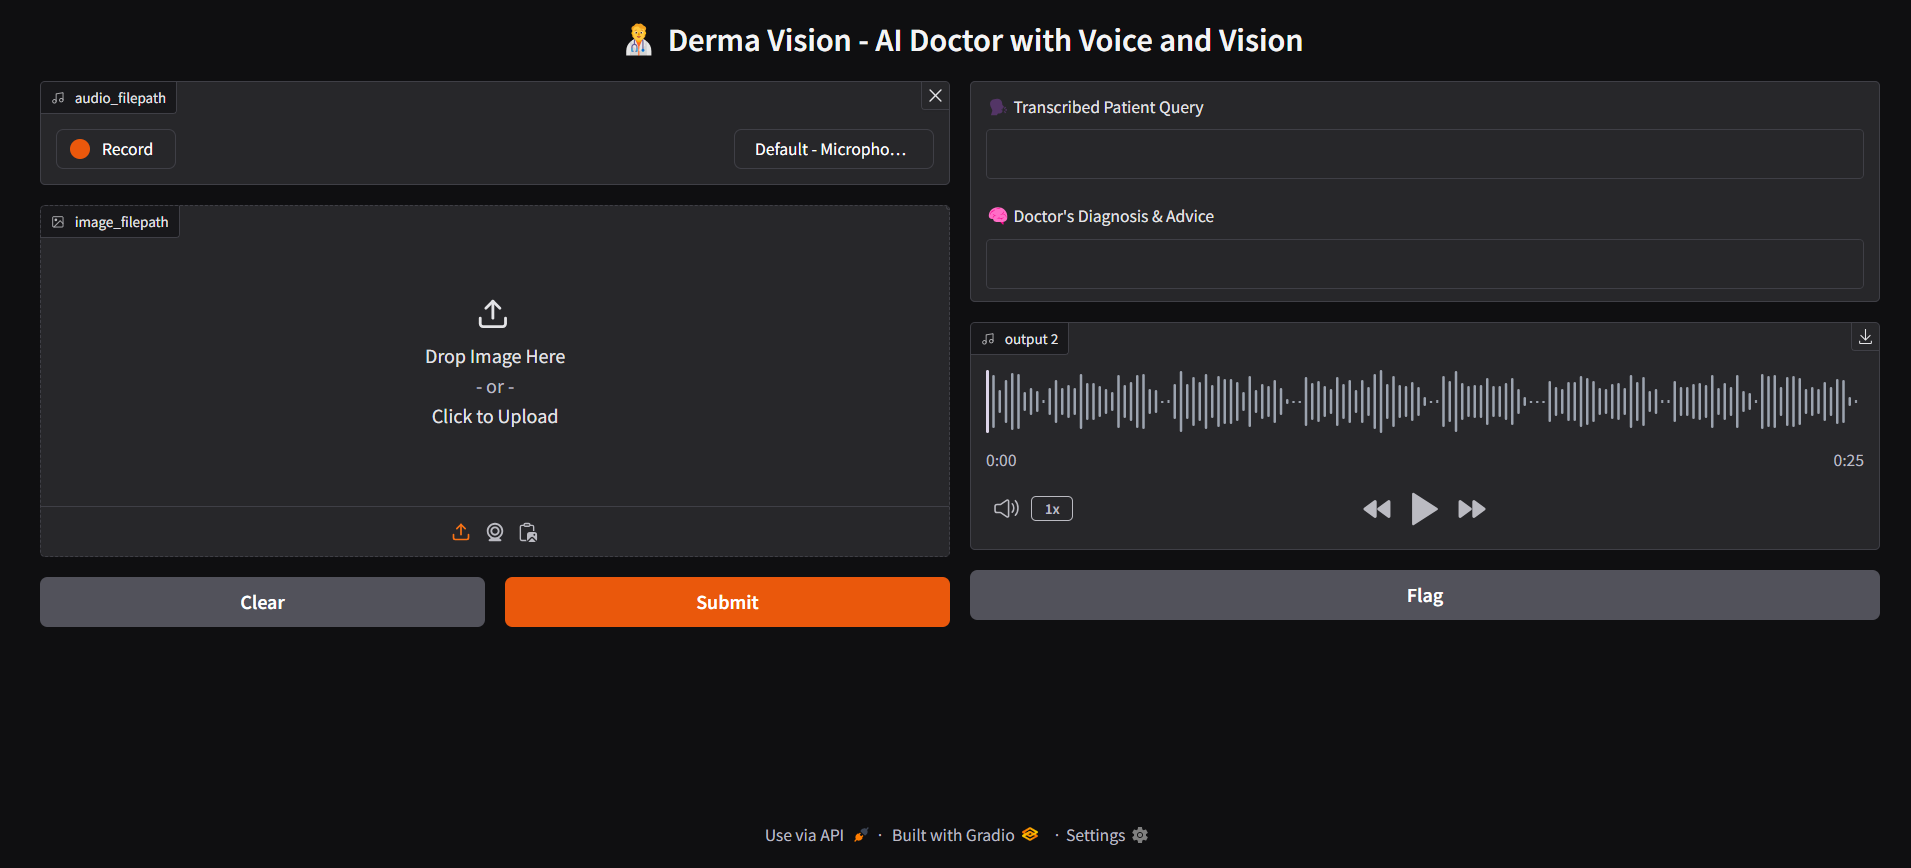 Derma Vision - AI Doctor with Voice and Vision
audio_filepath
Record
Default - Micropho...
image_filepath
Drop Image Here
- or -
Click to Upload
Clear
Submit
Transcribed Patient Query
Doctor's Diagnosis & Advice
output 2
0:00
0:25
1x
Flag
Use via API · Built with Gradio · Settings